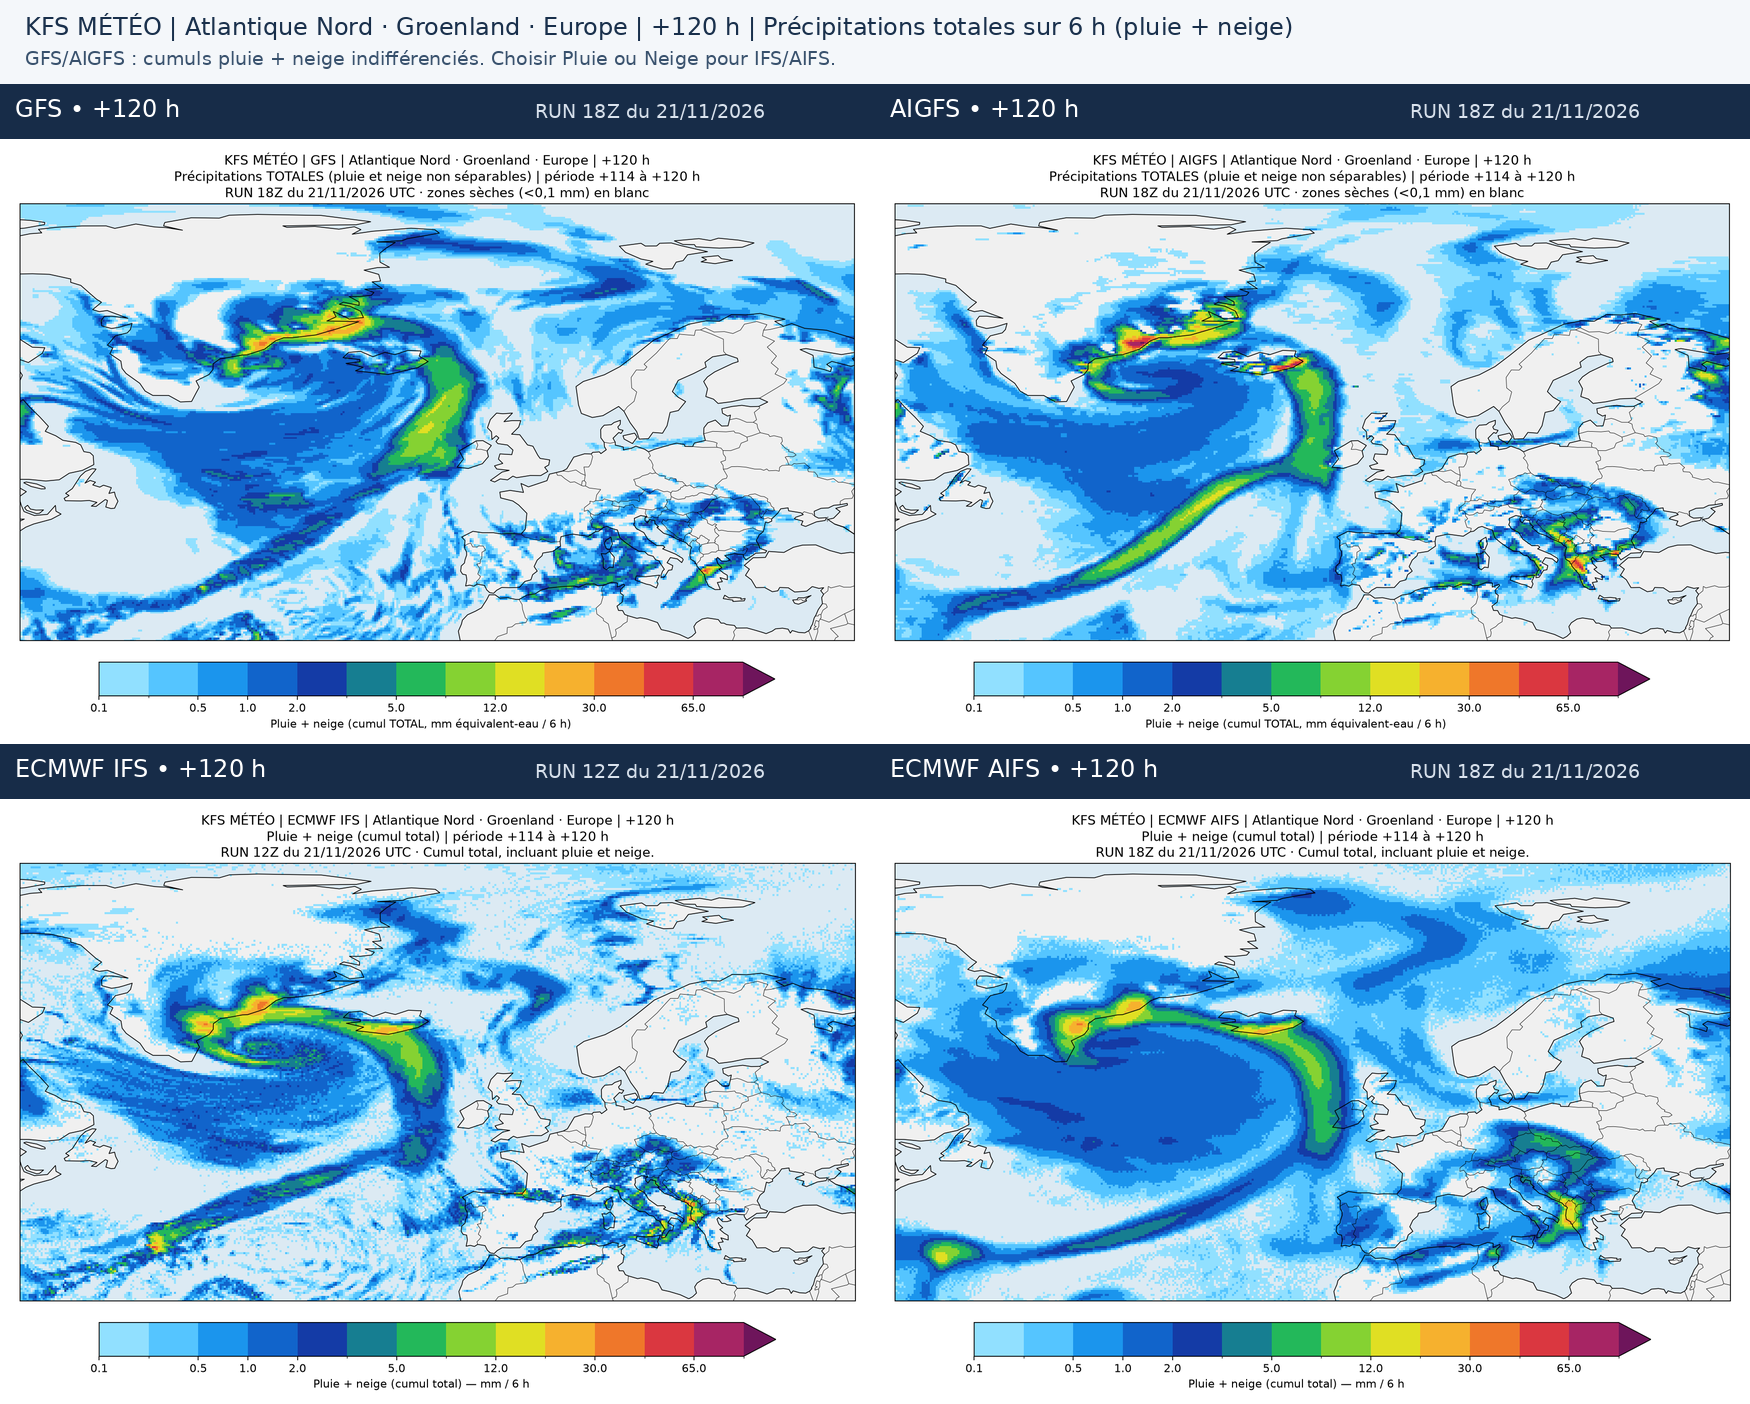 KFS MÉTÉO | Atlantique Nord · Groenland · Europe | +120 h | Précipitations totales sur 6 h (pluie + neige)
GFS/AIGFS : cumuls pluie + neige indifférenciés. Choisir Pluie ou Neige pour IFS/AIFS.
GFS • +120 h
RUN 18Z du 21/11/2026
AIGFS • +120 h
RUN 18Z du 21/11/2026
KFS MÉTÉO | GFS | Atlantique Nord · Groenland · Europe | +120 h
Précipitations TOTALES (pluie et neige non séparables) | période +114 à +120 h
RUN 18Z du 21/11/2026 UTC · zones sèches (<0,1 mm) en blanc
KFS MÉTÉO | AIGFS | Atlantique Nord · Groenland · Europe | +120 h
Précipitations TOTALES (pluie et neige non séparables) | période +114 à +120 h
RUN 18Z du 21/11/2026 UTC · zones sèches (<0,1 mm) en blanc
0.1 0.5 1.0 2.0 5.0 12.0 30.0 65.0
Pluie + neige (cumul TOTAL, mm équivalent-eau / 6 h)
0.1 0.5 1.0 2.0 5.0 12.0 30.0 65.0
Pluie + neige (cumul TOTAL, mm équivalent-eau / 6 h)
ECMWF IFS • +120 h
RUN 12Z du 21/11/2026
ECMWF AIFS • +120 h
RUN 18Z du 21/11/2026
KFS MÉTÉO | ECMWF IFS | Atlantique Nord · Groenland · Europe | +120 h
Pluie + neige (cumul total) | période +114 à +120 h
RUN 12Z du 21/11/2026 UTC · Cumul total, incluant pluie et neige.
KFS MÉTÉO | ECMWF AIFS | Atlantique Nord · Groenland · Europe | +120 h
Pluie + neige (cumul total) | période +114 à +120 h
RUN 18Z du 21/11/2026 UTC · Cumul total, incluant pluie et neige.
0.1 0.5 1.0 2.0 5.0 12.0 30.0 65.0
Pluie + neige (cumul total) — mm / 6 h
0.1 0.5 1.0 2.0 5.0 12.0 30.0 65.0
Pluie + neige (cumul total) — mm / 6 h